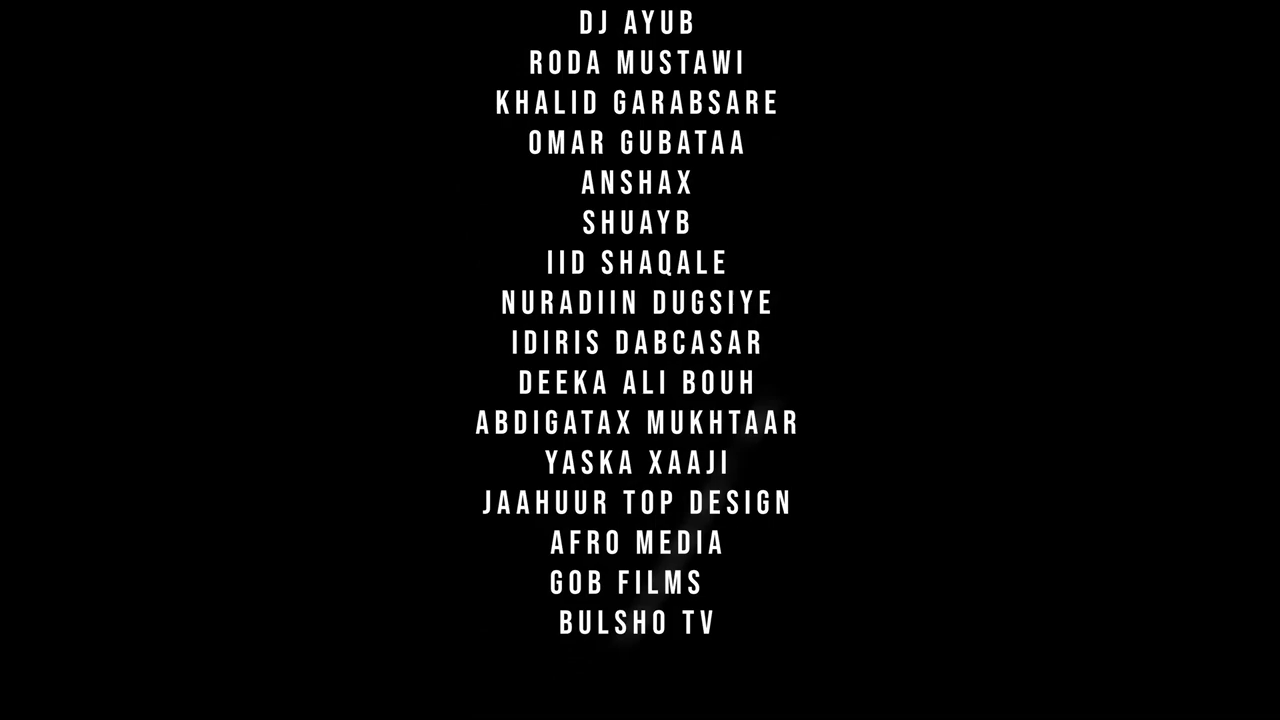 DJ AYUB
RODA MUSTAWI
KHALID GARABSARE
OMAR GUBATAA
ANSHAX
SHUAYB
IID SHAQALE
NURADIIN DUGSIYE
IDIRIS DABCASAR
DEEKA ALI BOUH
ABDIGATAX MUKHTAAR
YASKA XAAJI
JAAHUUR TOP DESIGN
AFRO MEDIA
GOB FILMS
BULSHO TV